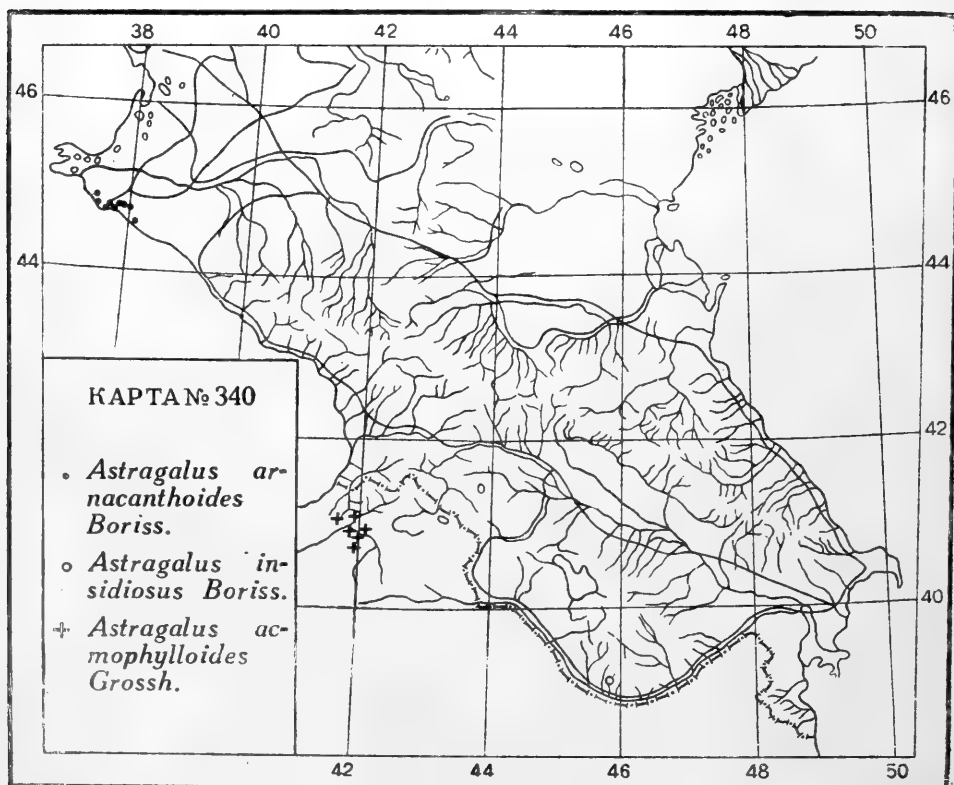 38 40 42 44 46 48 50
46 46
44 44
КАРТА № 340
42
• Astragalus ar-
nacanthoides
Boriss.
○ Astragalus in-
sidiosus Boriss.
40
+ Astragalus ac-
mophylloides
Grossh.
42 44 46 48 50